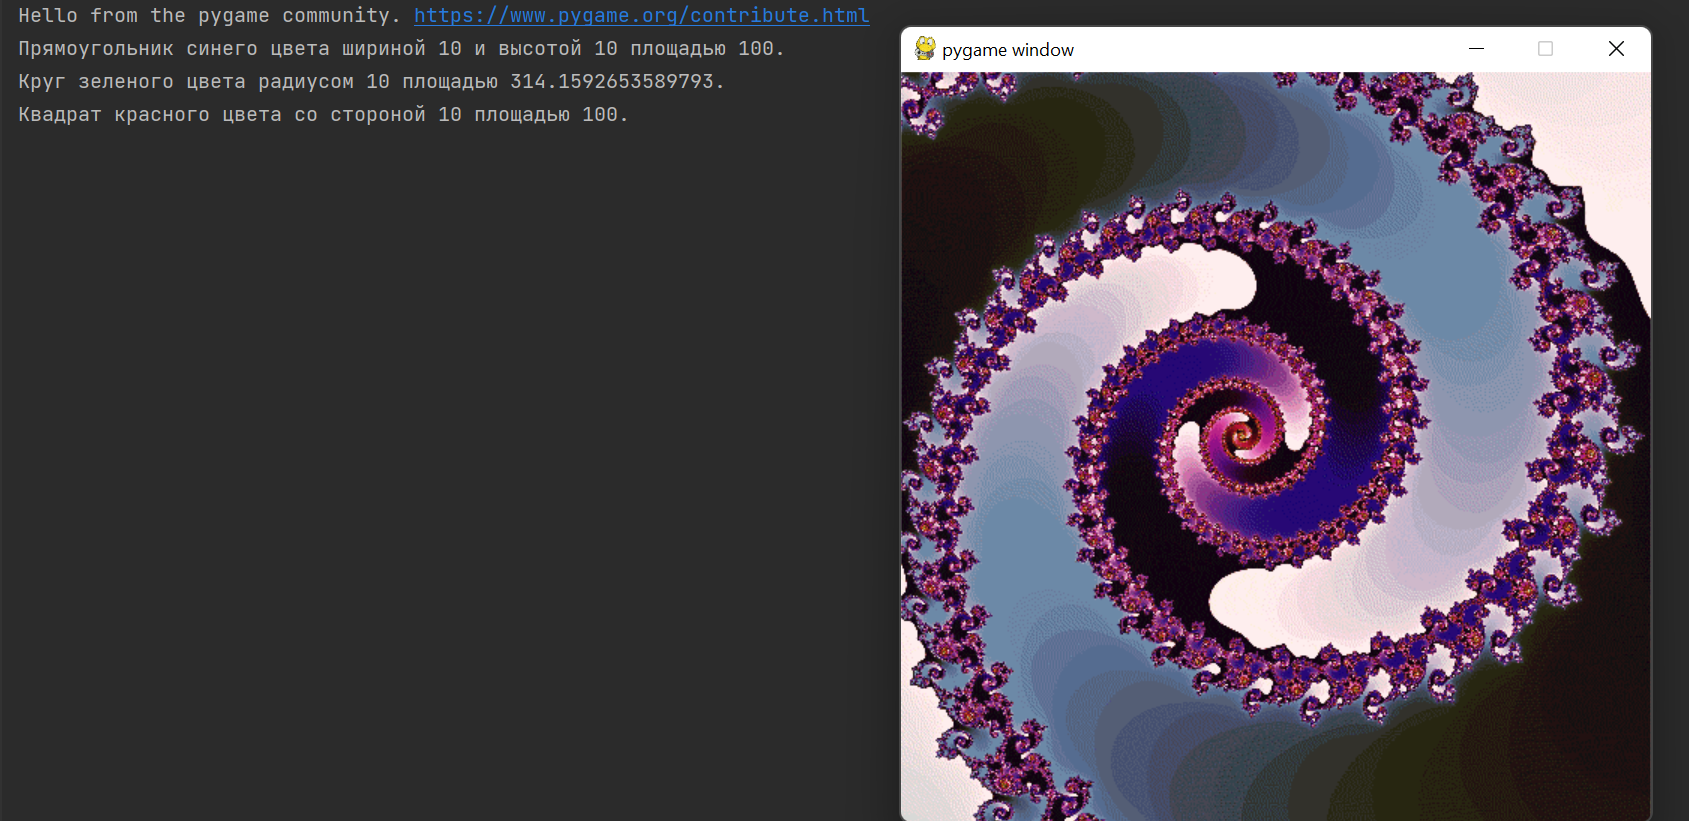 Hello from the pygame community. https://www.pygame.org/contribute.html
Прямоугольник синего цвета шириной 10 и высотой 10 площадью 100.
Круг зеленого цвета радиусом 10 площадью 314.1592653589793.
Квадрат красного цвета со стороной 10 площадью 100.
pygame window